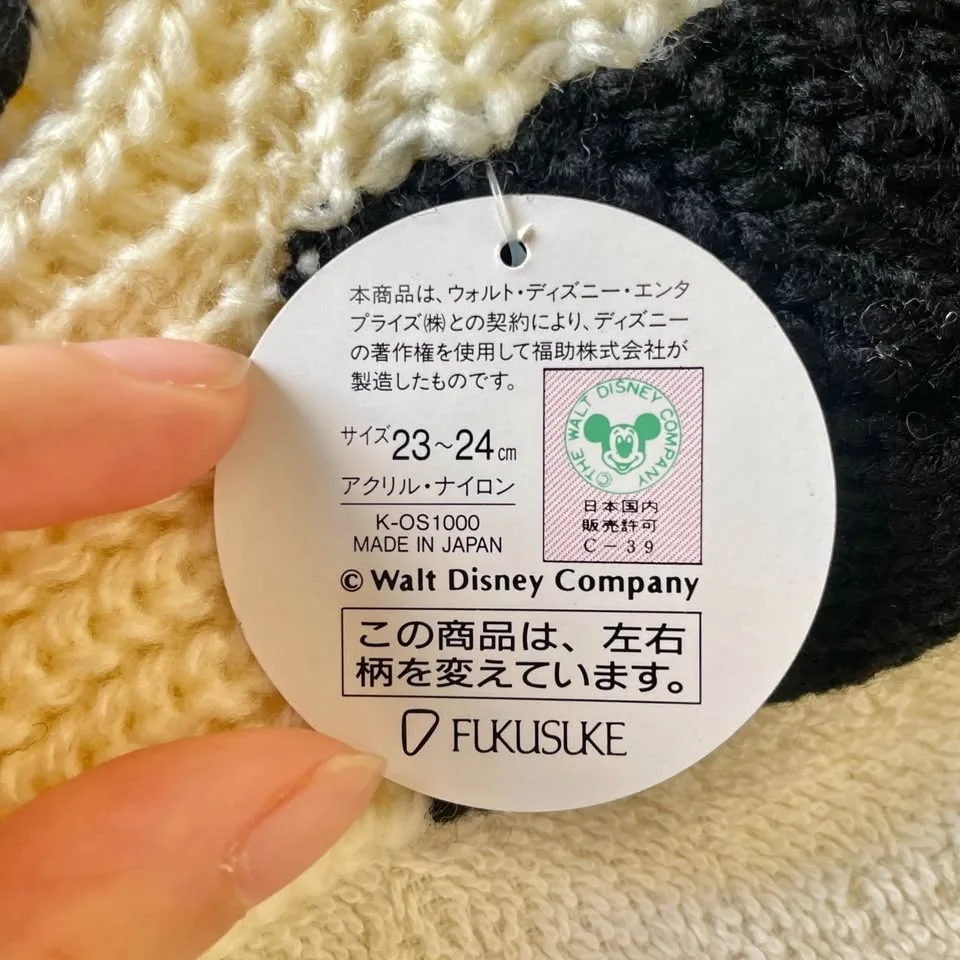 本商品は、ウォルト・ディズニー・エンタ
プライズ㈱との契約により、ディズニー
の著作権を使用して福助株式会社が
製造したものです。
サイズ23~24cm
アクリル・ナイロン
K-OS1000
MADE IN JAPAN
©THE WALT DISNEY COMPANY
日本国内
販売許可
C-39
© Walt Disney Company
この商品は、左右
柄を変えています。
FUKUSUKE